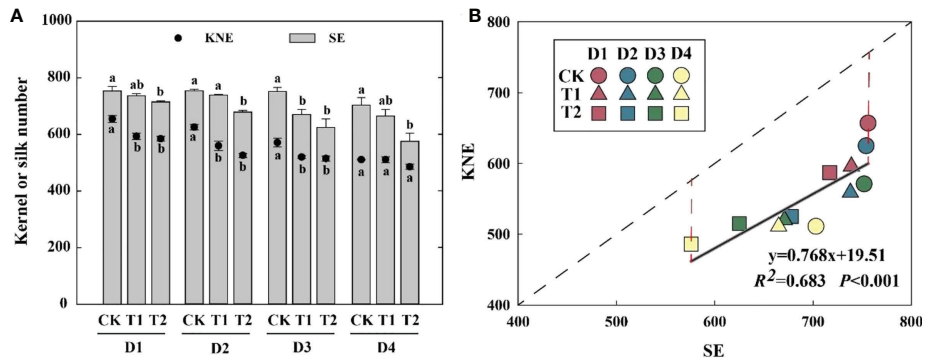 A
Kernel or silk number
1000
800
600
400
200
0
KNE SE
a ab b a a b a b b a ab b
a b b a b b a b b a a a
CK T1 T2 CK T1 T2 CK T1 T2 CK T1 T2
D1 D2 D3 D4
B
KNE
800
700
600
500
400
D1 D2 D3 D4
CK
T1
T2
y=0.768x+19.51
R²=0.683 P<0.001
400 500 600 700 800
SE